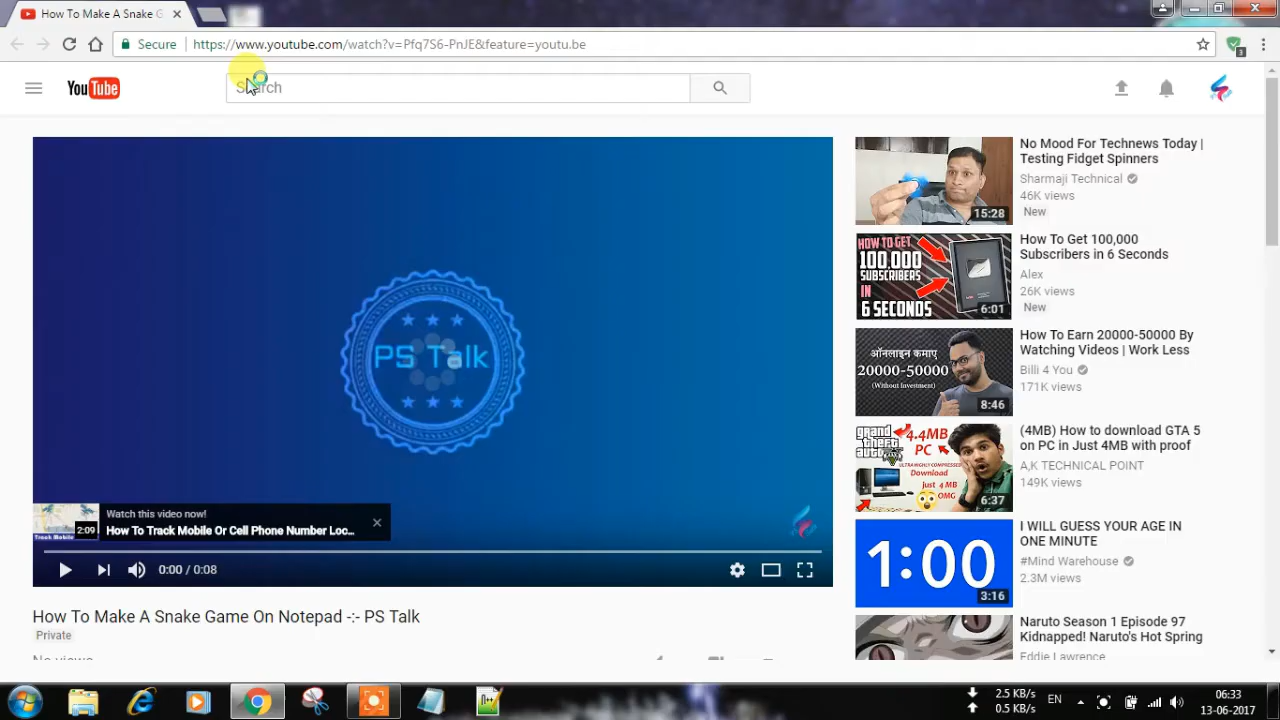 How To Make A Snake G
Secure
https://www.youtube.com/watch?v=Pfq7S6-PnJE&feature=youtu.be
3
YouTube
Search
PS Talk
2:09
Watch this video now!
How To Track Mobile Or Cell Phone Number Loc...
0:00 / 0:08
How To Make A Snake Game On Notepad -:- PS Talk
Private
No views
15:28
No Mood For Technews Today |
Testing Fidget Spinners
Sharmaji Technical
46K views
New
HOW TO GET
100,000
SUBSCRIBERS
IN
6 SECONDS
6:01
How To Get 100,000
Subscribers in 6 Seconds
Alex
26K views
New
ऑनलाइन कमाए
20000-50000
(Without Investment)
8:46
How To Earn 20000-50000 By
Watching Videos | Work Less
Billi 4 You
171K views
grand
theft
auto
4.4MB
PC
ULTRA HIGHLY COMPRESSED
Download
Just 4 MB
OMG
6:37
(4MB) How to download GTA 5
on PC in Just 4MB with proof
A,K TECHNICAL POINT
149K views
1:00
3:16
I WILL GUESS YOUR AGE IN
ONE MINUTE
#Mind Warehouse
2.3M views
Naruto Season 1 Episode 97
Kidnapped! Naruto's Hot Spring
Eddie Lawrence
2.5 KB/s
0.5 KB/s
EN
06:33
13-06-2017